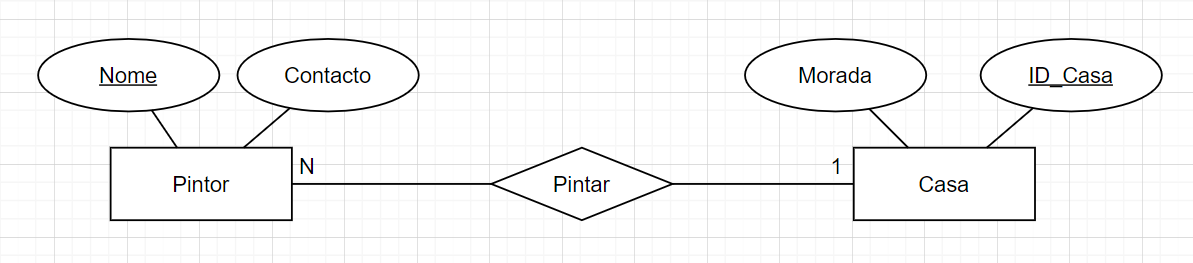 Nome
Contacto
Morada
ID_Casa
Pintor
N
Pintar
1
Casa